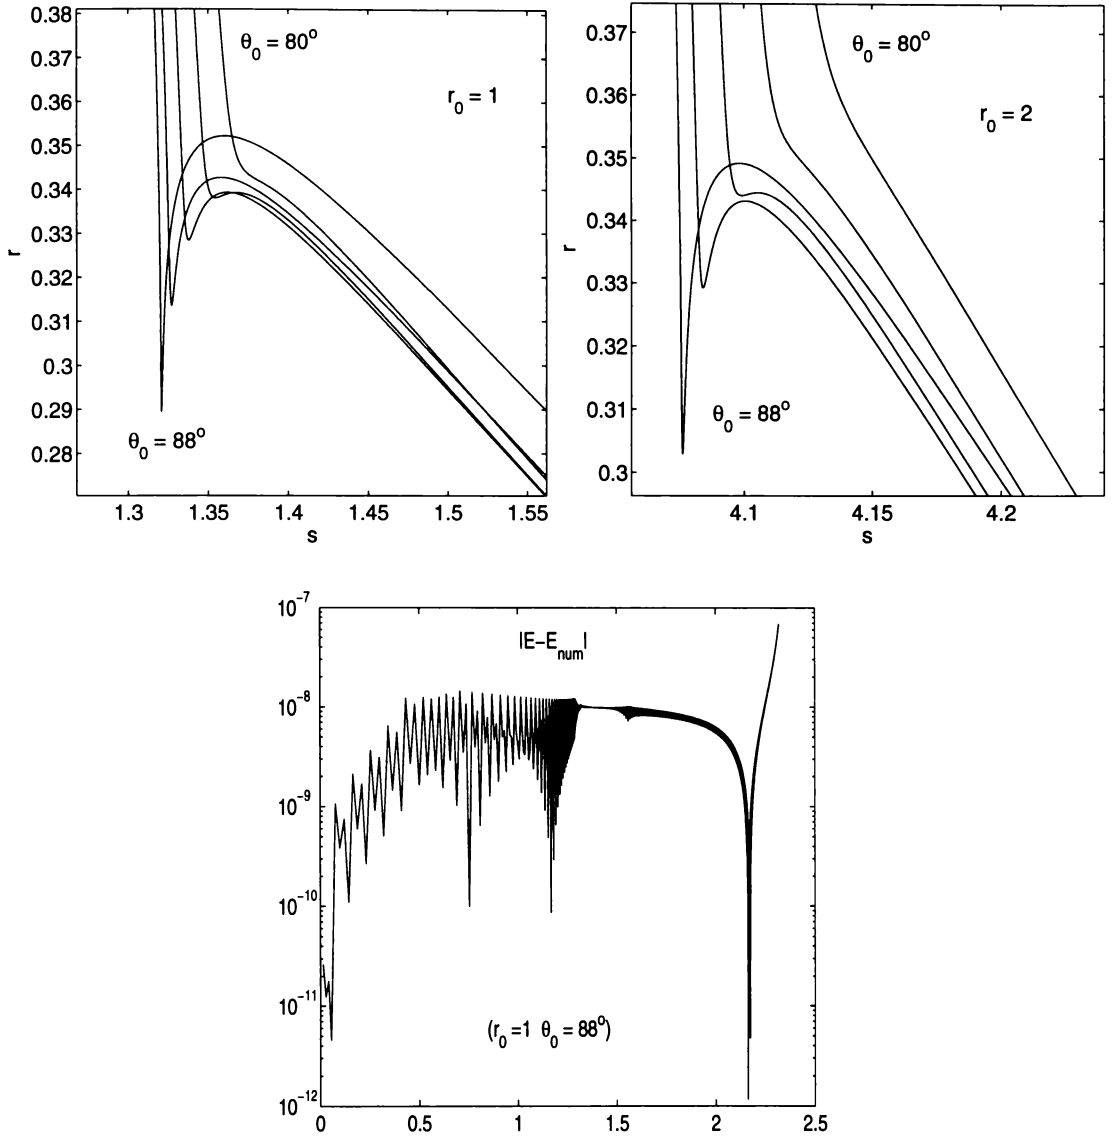 0.38
0.37
0.36
0.35
0.34
0.33
0.32
0.31
0.3
0.29
0.28
r
1.3 1.35 1.4 1.45 1.5 1.55
s
θ₀ = 80°
r₀ = 1
θ₀ = 88°
0.37
0.36
0.35
0.34
0.33
0.32
0.31
0.3
r
4.1 4.15 4.2
s
θ₀ = 80°
r₀ = 2
θ₀ = 88°
10⁻⁷
10⁻⁸
10⁻⁹
10⁻¹⁰
10⁻¹¹
10⁻¹²
|E−Eₙᵤₘ|
(r₀ =1 θ₀ = 88°)
0 0.5 1 1.5 2 2.5